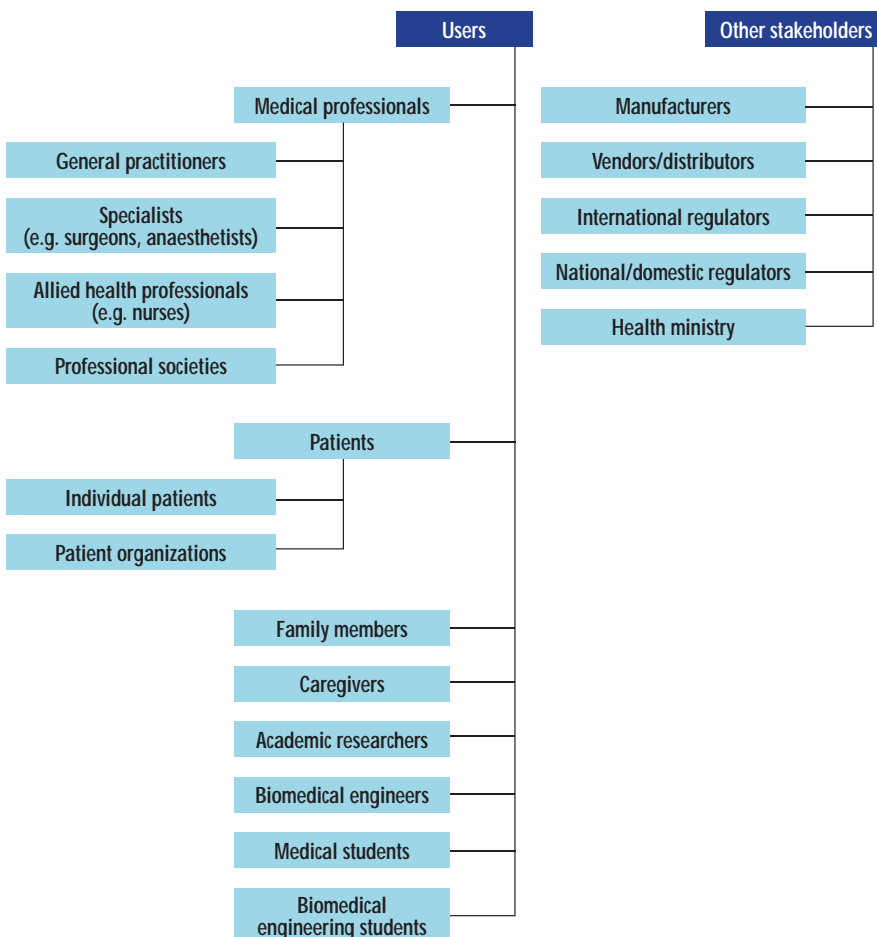 Users
Medical professionals
General practitioners
Specialists
(e.g. surgeons, anaesthetists)
Allied health professionals
(e.g. nurses)
Professional societies
Patients
Individual patients
Patient organizations
Family members
Caregivers
Academic researchers
Biomedical engineers
Medical students
Biomedical
engineering students
Other stakeholders
Manufacturers
Vendors/distributors
International regulators
National/domestic regulators
Health ministry